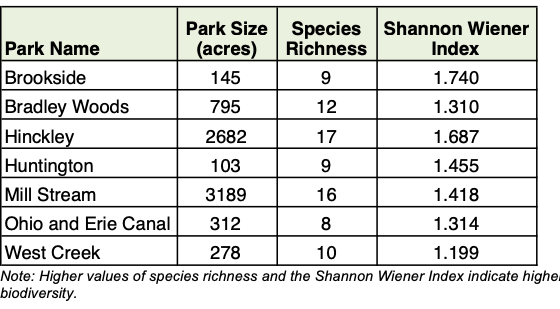 Park Name Park Size (acres) Species Richness Shannon Wiener Index
Brookside 145 9 1.740
Bradley Woods 795 12 1.310
Hinckley 2682 17 1.687
Huntington 103 9 1.455
Mill Stream 3189 16 1.418
Ohio and Erie Canal 312 8 1.314
West Creek 278 10 1.199
Note: Higher values of species richness and the Shannon Wiener Index indicate higher
biodiversity.